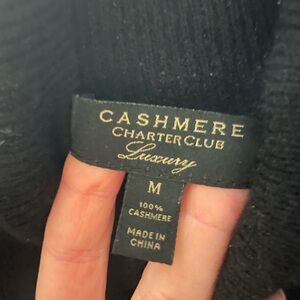 CASHMERE
CHARTER CLUB
Luxury
M
100%
CASHMERE
MADE IN
CHINA